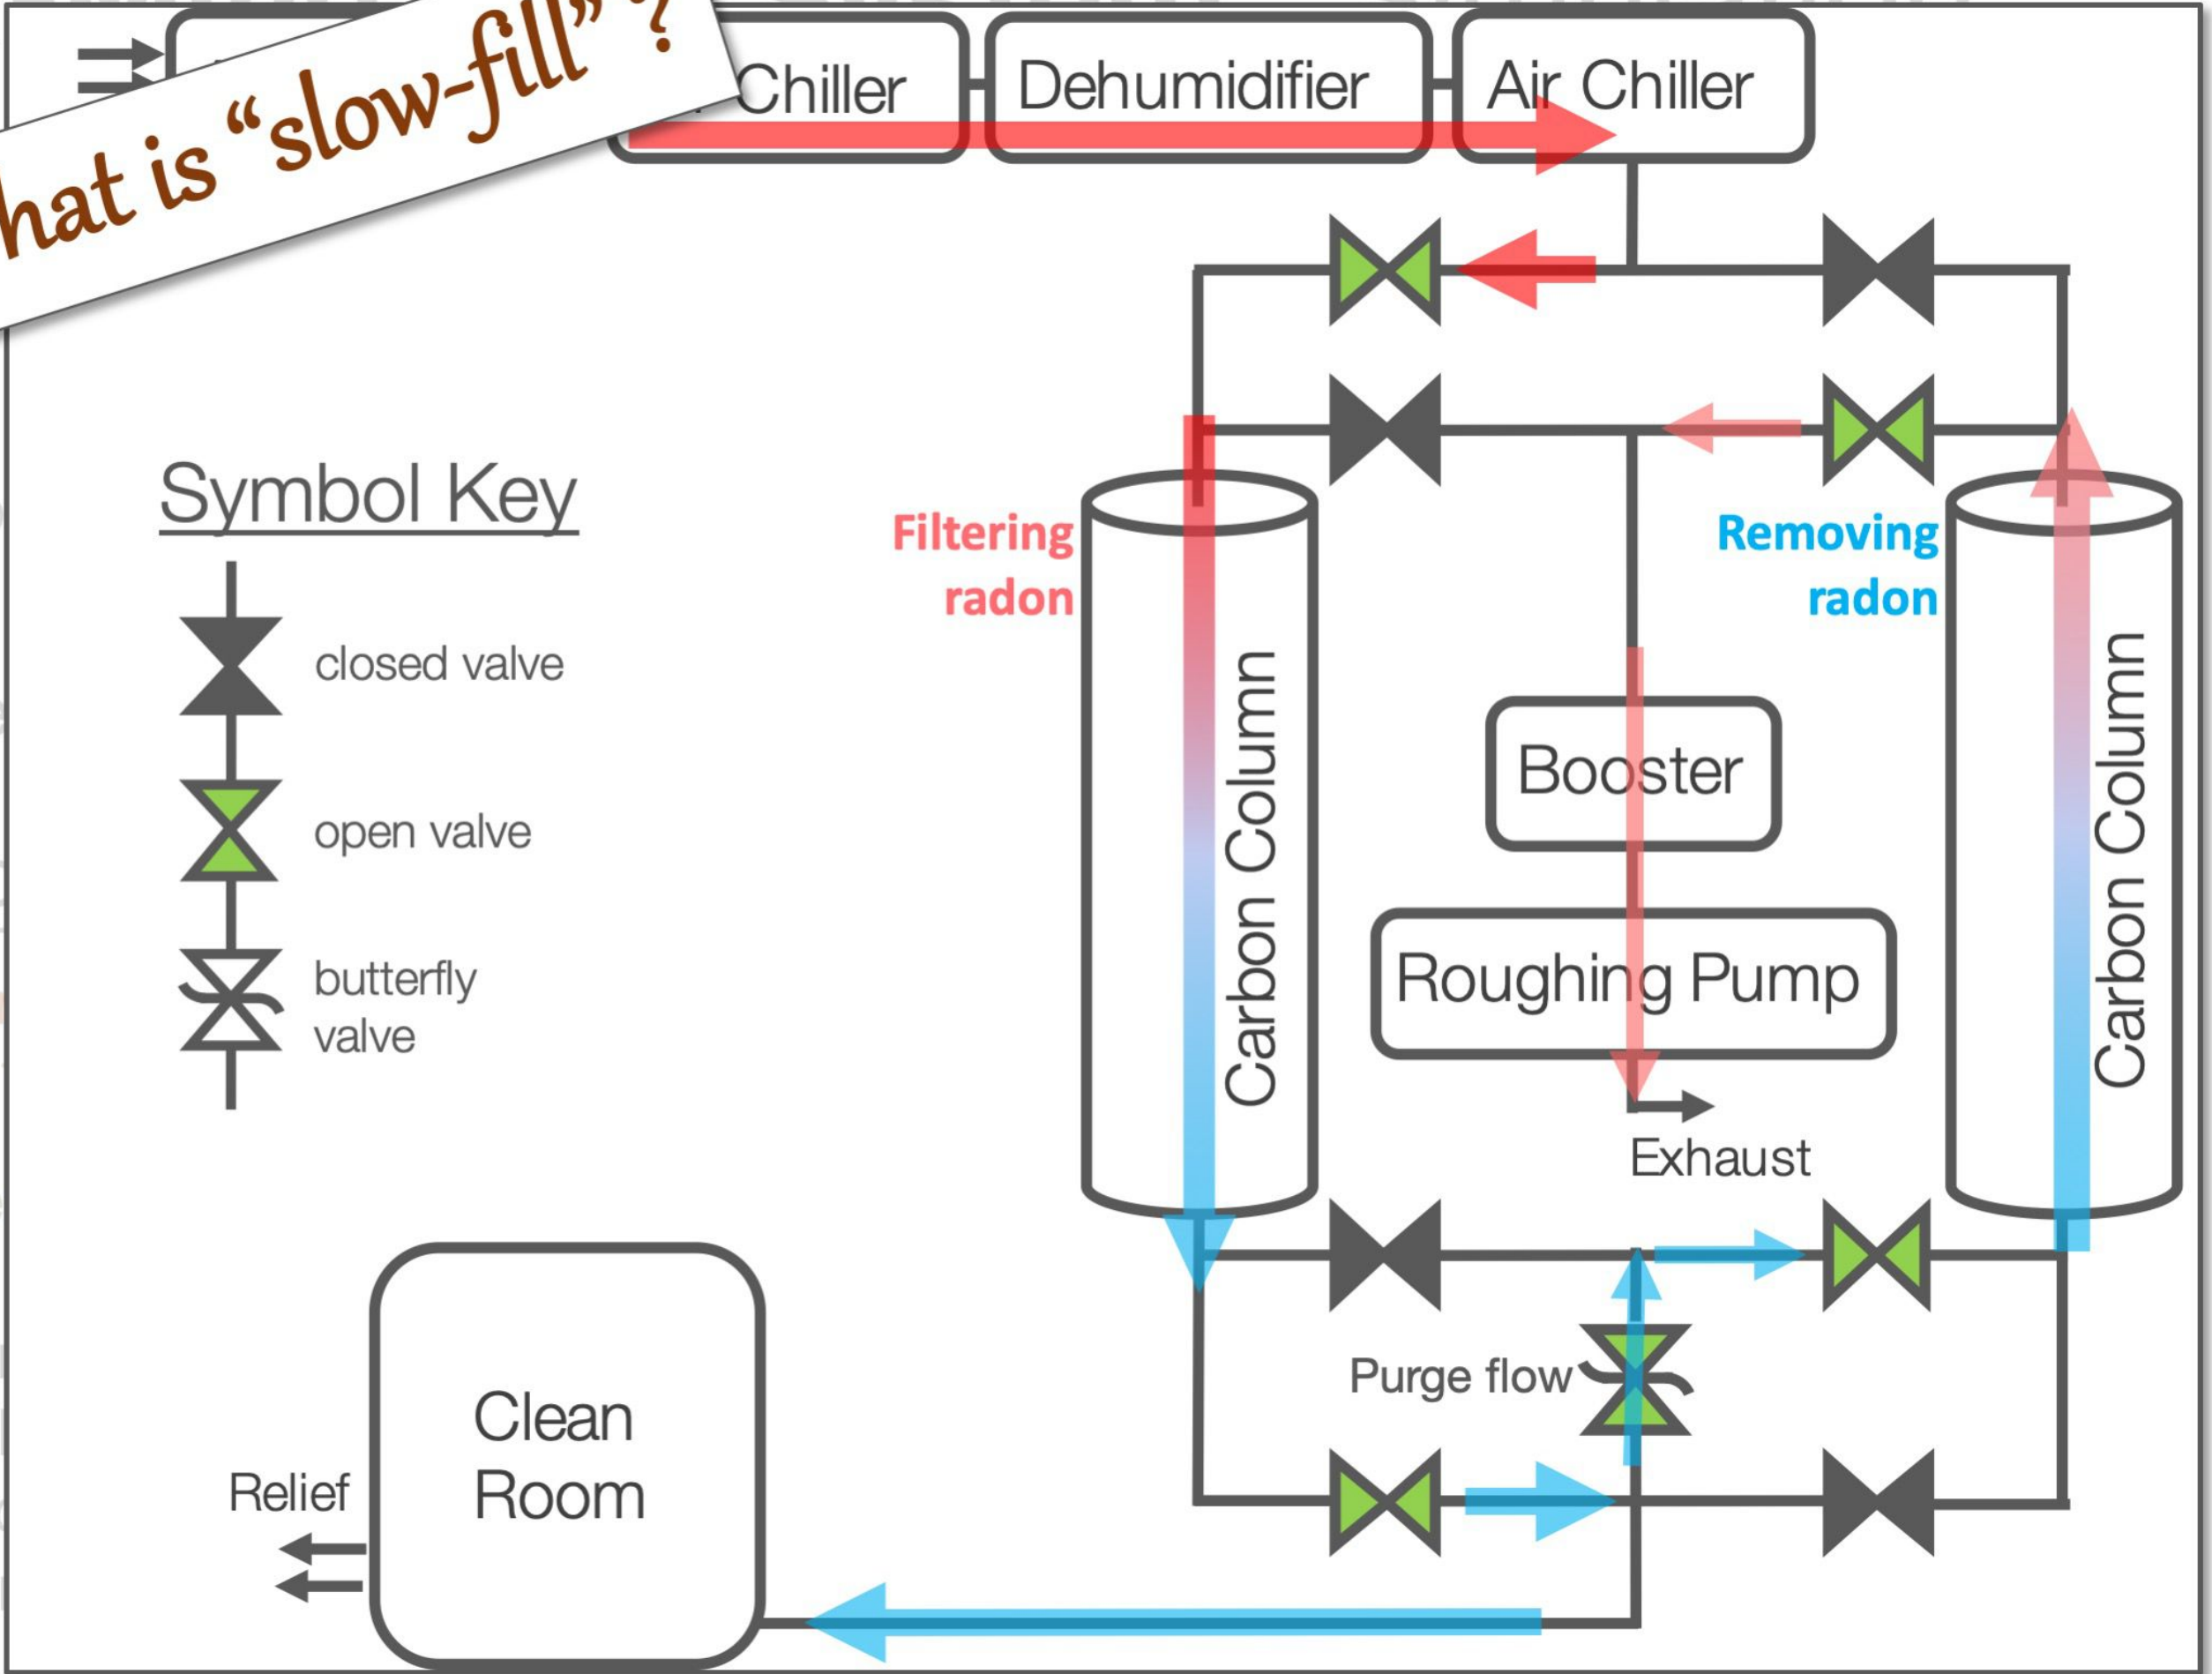 hat is “slow-fill” ?
Chiller
Dehumidifier
Air Chiller
Symbol Key
closed valve
open valve
butterfly
valve
Filtering
radon
Removing
radon
Carbon Column
Booster
Roughing Pump
Exhaust
Carbon Column
Purge flow
Clean
Room
Relief